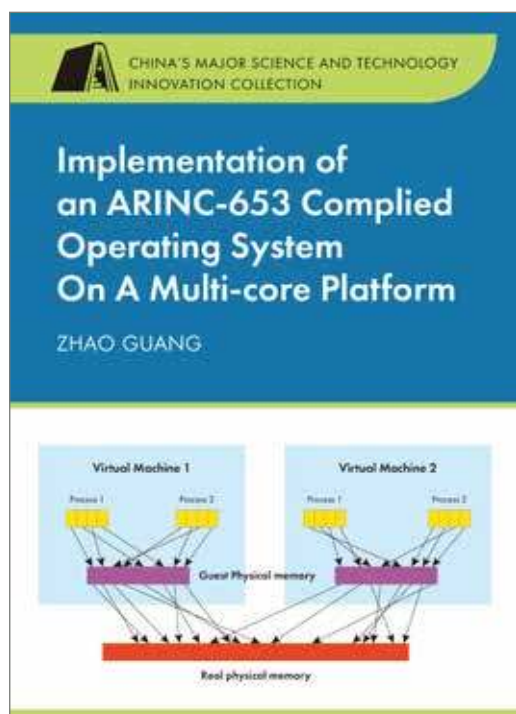 CHINA'S MAJOR SCIENCE AND TECHNOLOGY
INNOVATION COLLECTION
Implementation of
an ARINC-653 Complied
Operating System
On A Multi-core Platform
ZHAO GUANG
Virtual Machine 1
Virtual Machine 2
Process 1
Process 2
Process 1
Process 2
Guest Physical memory
Real physical memory